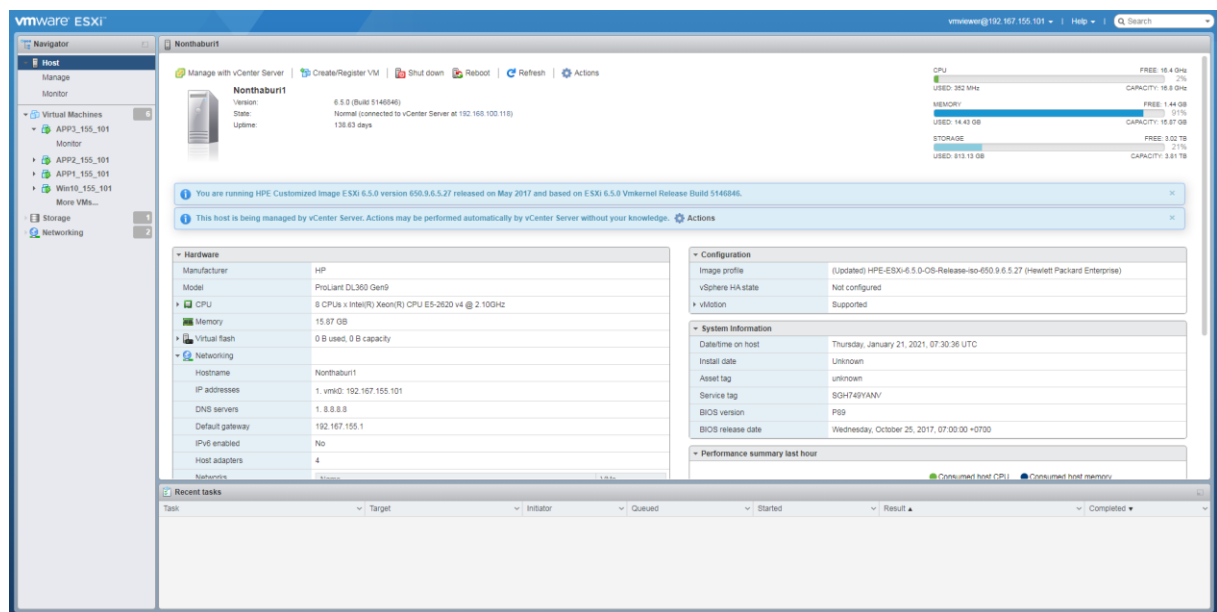 vmware ESXi
vmviewer@192.167.155.101
Help
Search
Navigator
Host
Manage
Monitor
Virtual Machines 5
APP3_155_101
Monitor
APP2_155_101
APP1_155_101
Win10_155_101
More VMs...
Storage 1
Networking 2
Nonthaburi1
Manage with vCenter Server
Create/Register VM
Shut down
Reboot
Refresh
Actions
Nonthaburi1
Version: 6.5.0 (Build 5146846)
State: Normal (connected to vCenter Server at 192.168.100.118)
Uptime: 138.63 days
CPU FREE: 16.4 GHz
2%
USED: 352 MHz CAPACITY: 16.8 GHz
MEMORY FREE: 1.44 GB
91%
USED: 14.43 GB CAPACITY: 15.87 GB
STORAGE FREE: 3.02 TB
21%
USED: 813.13 GB CAPACITY: 3.81 TB
You are running HPE Customized Image ESXi 6.5.0 version 650.9.6.5.27 released on May 2017 and based on ESXi 6.5.0 Vmkernel Release Build 5146846.
This host is being managed by vCenter Server. Actions may be performed automatically by vCenter Server without your knowledge. Actions
Hardware
Manufacturer HP
Model ProLiant DL360 Gen9
CPU 8 CPUs x Intel(R) Xeon(R) CPU E5-2620 v4 @ 2.10GHz
Memory 15.87 GB
Virtual flash 0 B used, 0 B capacity
Networking
Hostname Nonthaburi1
IP addresses 1. vmk0: 192.167.155.101
DNS servers 1. 8.8.8.8
Default gateway 192.167.155.1
IPv6 enabled No
Host adapters 4
Networks Name VMs
Configuration
Image profile (Updated) HPE-ESXi-6.5.0-OS-Release-iso-650.9.6.5.27 (Hewlett Packard Enterprise)
vSphere HA state Not configured
vMotion Supported
System Information
Date/time on host Thursday, January 21, 2021, 07:30:36 UTC
Install date Unknown
Asset tag unknown
Service tag SGH749YANV
BIOS version P89
BIOS release date Wednesday, October 25, 2017, 07:00:00 +0700
Performance summary last hour
Consumed host CPU Consumed host memory
Recent tasks
Task Target Initiator Queued Started Result Completed